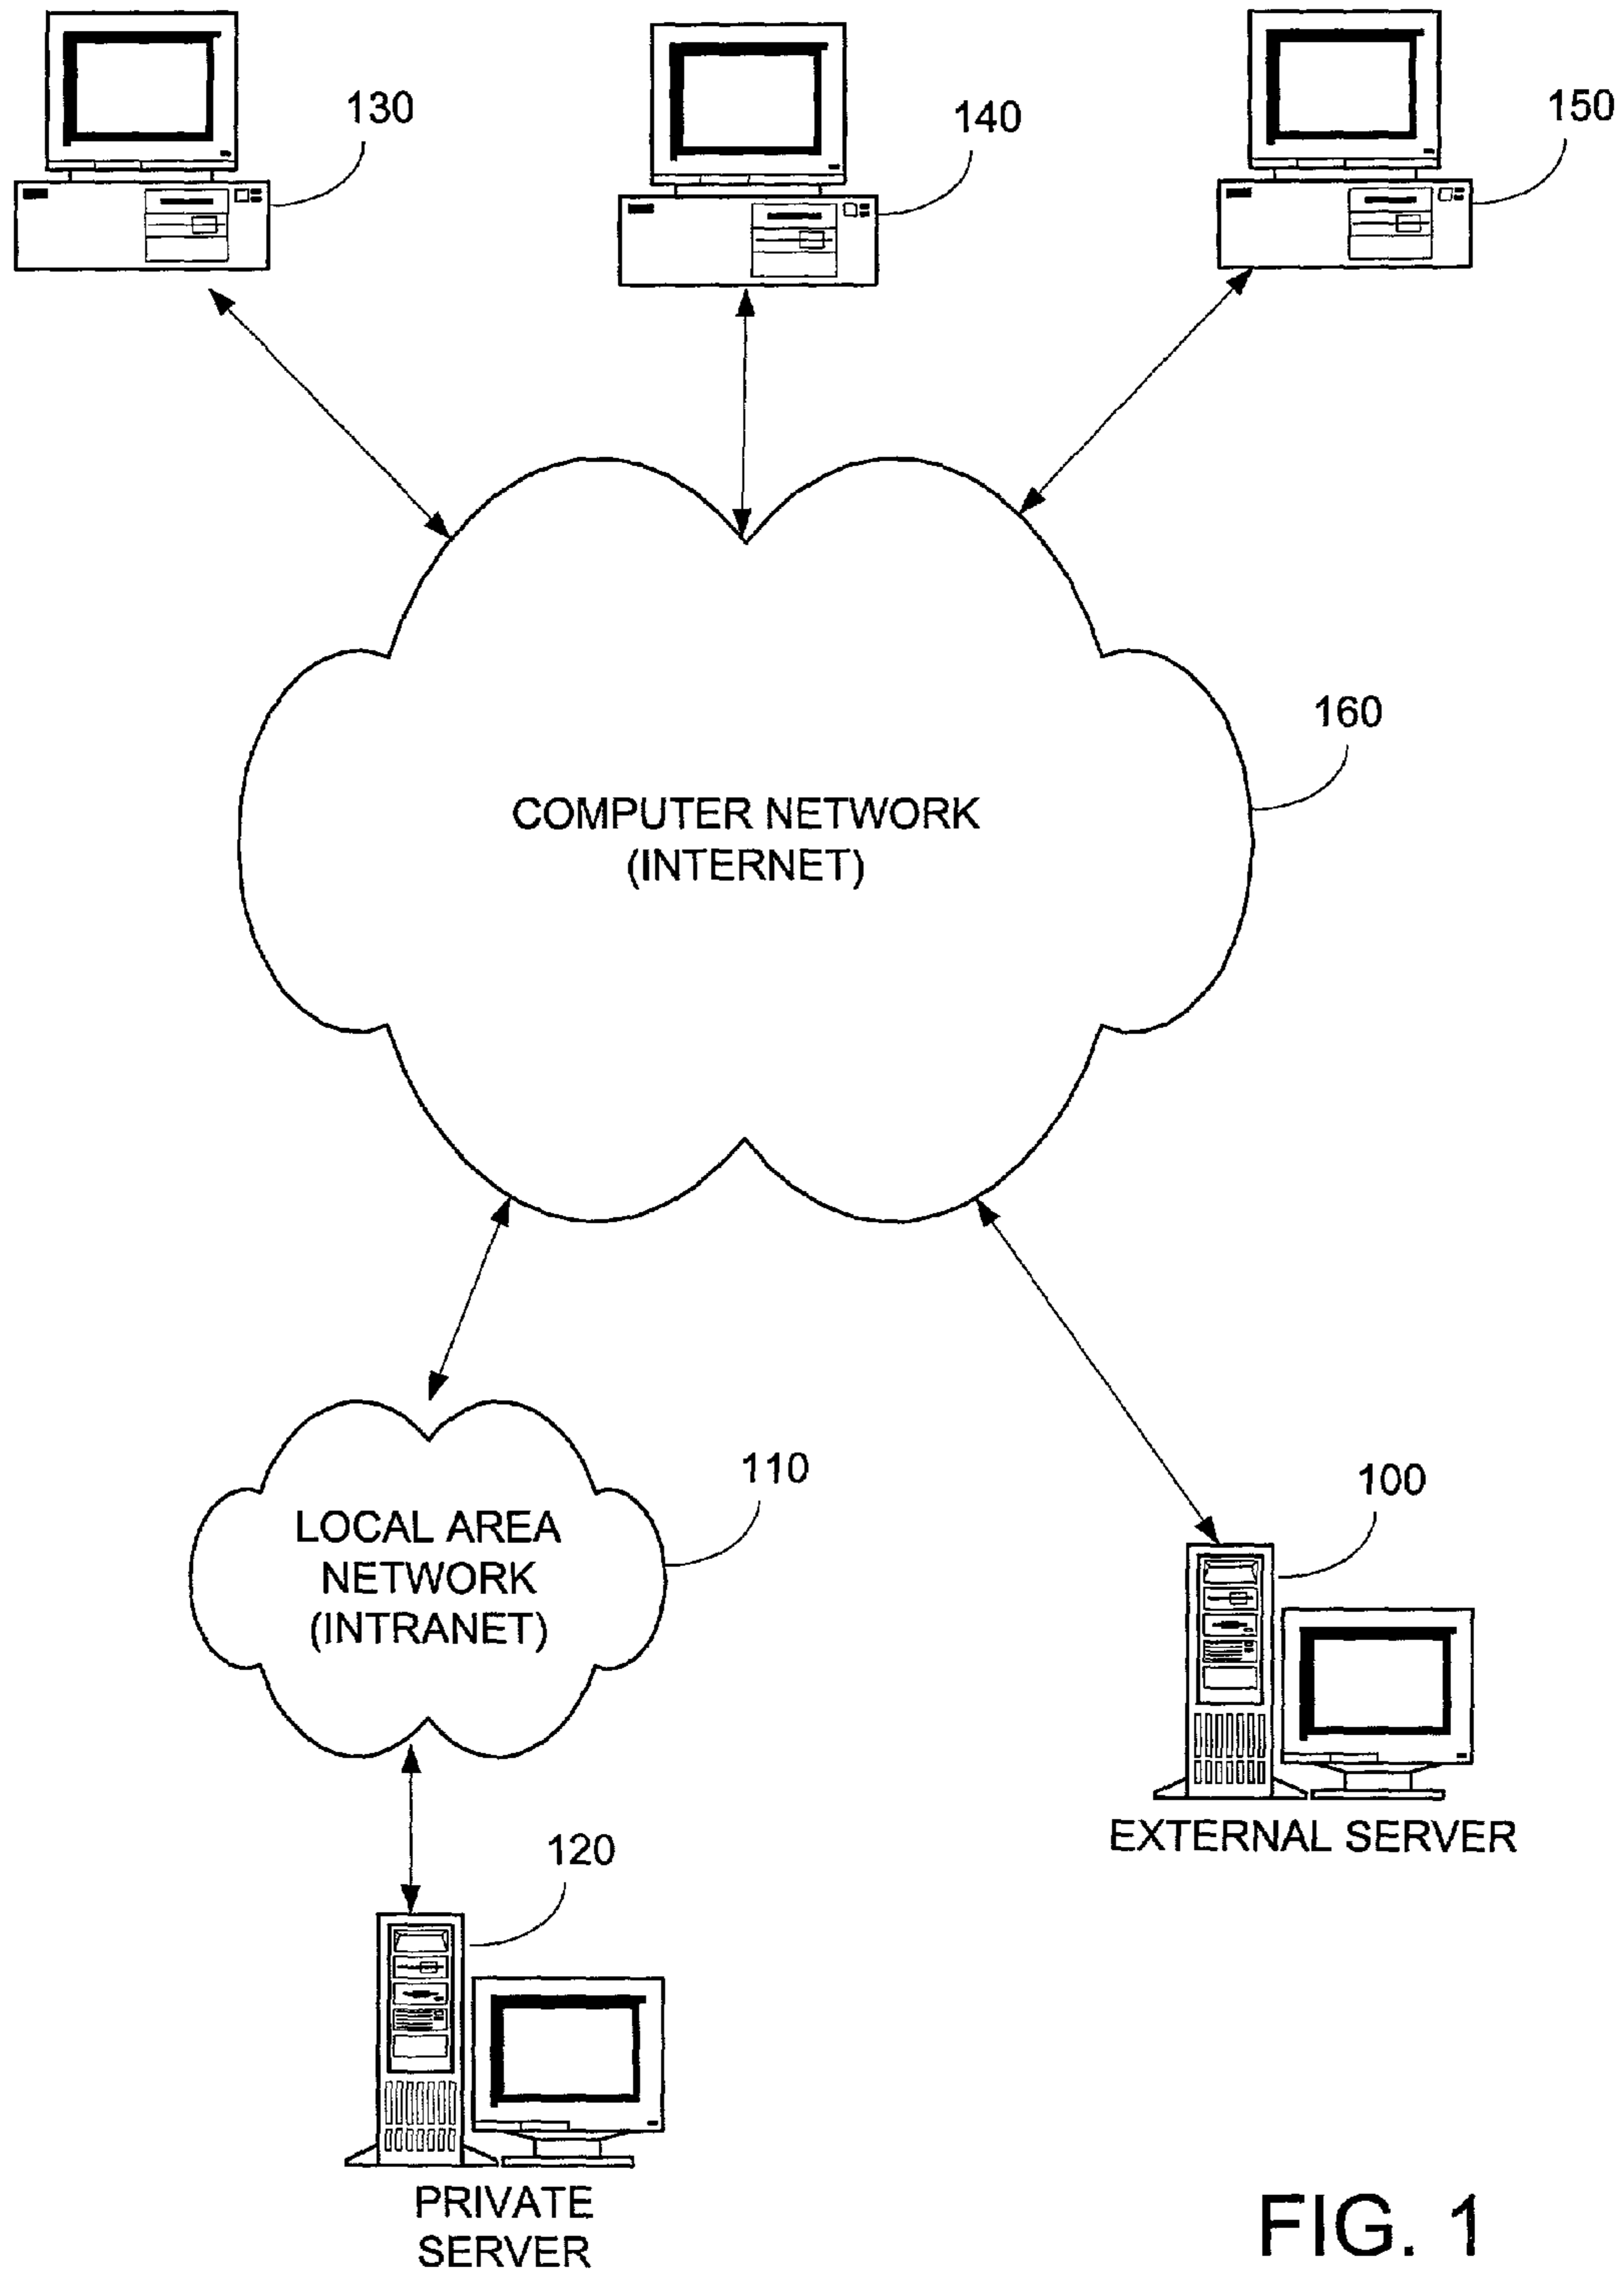 130
140
150
160
COMPUTER NETWORK
(INTERNET)
110
100
LOCAL AREA
NETWORK
(INTRANET)
120
EXTERNAL SERVER
PRIVATE
SERVER
FIG. 1